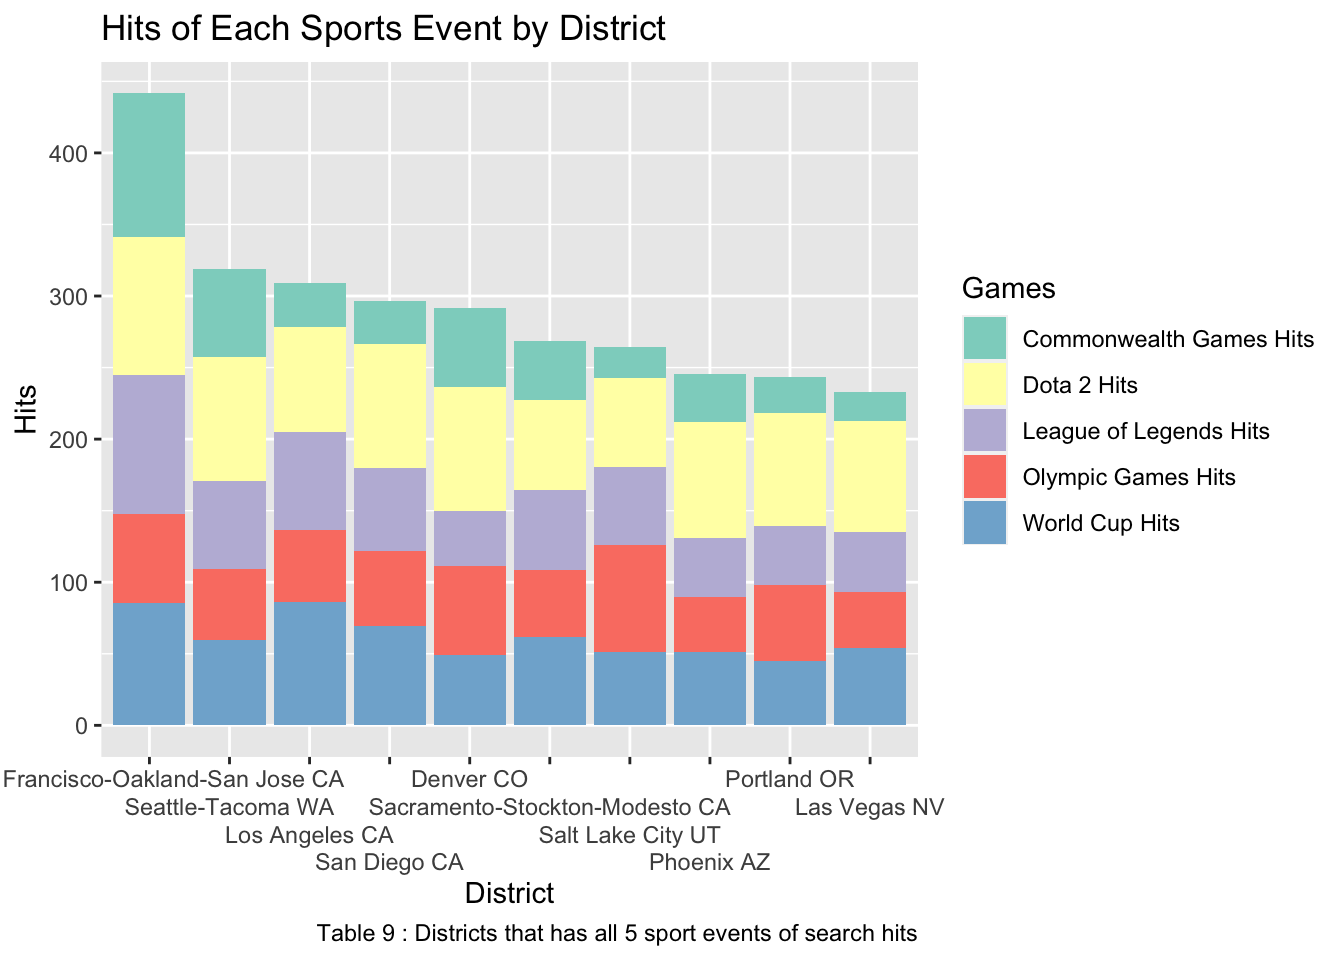 Hits of Each Sports Event by District
Hits
400
300
200
100
0
Francisco-Oakland-San Jose CA
Denver CO
Portland OR
Seattle-Tacoma WA
Sacramento-Stockton-Modesto CA
Las Vegas NV
Los Angeles CA
Salt Lake City UT
San Diego CA
Phoenix AZ
District
Table 9 : Districts that has all 5 sport events of search hits
Games
Commonwealth Games Hits
Dota 2 Hits
League of Legends Hits
Olympic Games Hits
World Cup Hits